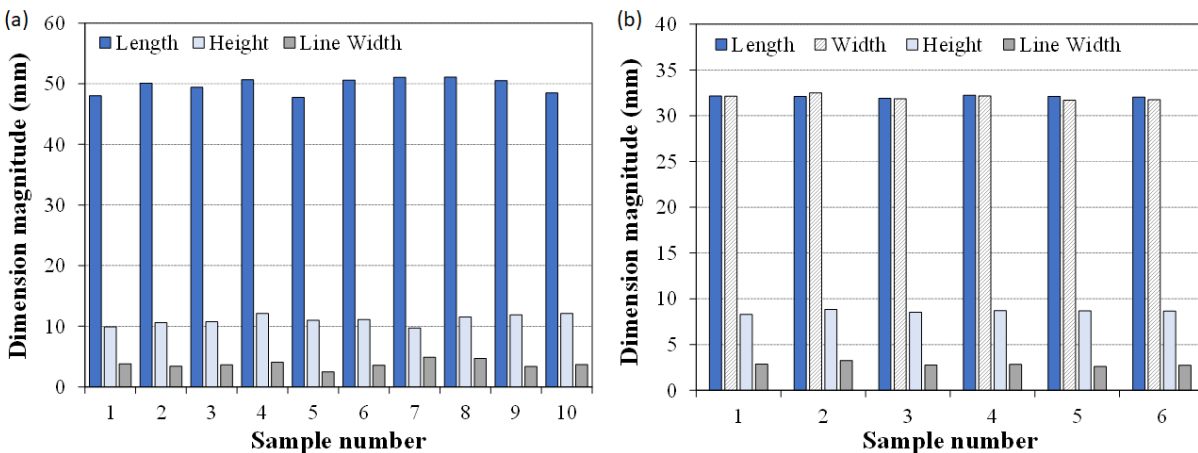 (a)
Dimension magnitude (mm)
60
50
40
30
20
10
0
Length Height Line Width
1 2 3 4 5 6 7 8 9 10
Sample number
(b)
Dimension magnitude (mm)
40
35
30
25
20
15
10
5
0
Length Width Height Line Width
1 2 3 4 5 6
Sample number